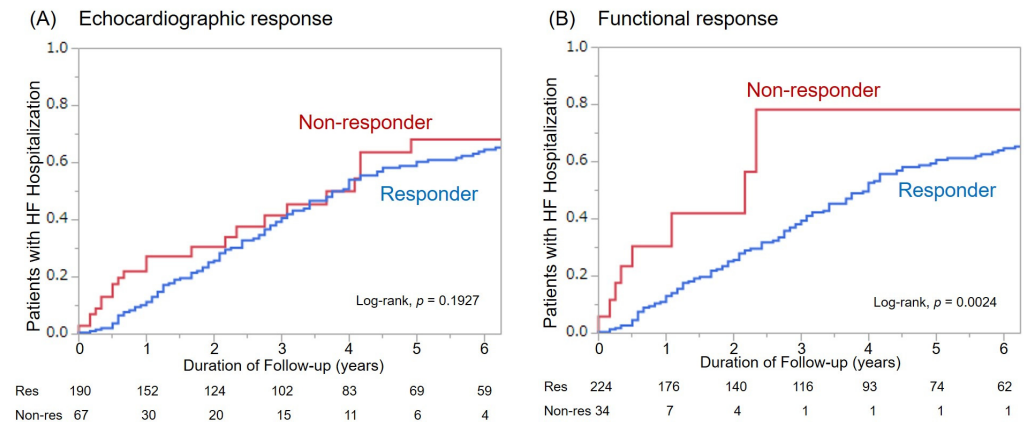 (A) Echocardiographic response
1.0
0.8
0.6
0.4
0.2
0.0
Patients with HF Hospitalization
Non-responder
Responder
Log-rank, p = 0.1927
0 1 2 3 4 5 6
Duration of Follow-up (years)
Res 190 152 124 102 83 69 59
Non-res 67 30 20 15 11 6 4
(B) Functional response
1.0
0.8
0.6
0.4
0.2
0.0
Patients with HF Hospitalization
Non-responder
Responder
Log-rank, p = 0.0024
0 1 2 3 4 5 6
Duration of Follow-up (years)
Res 224 176 140 116 93 74 62
Non-res 34 7 4 1 1 1 1